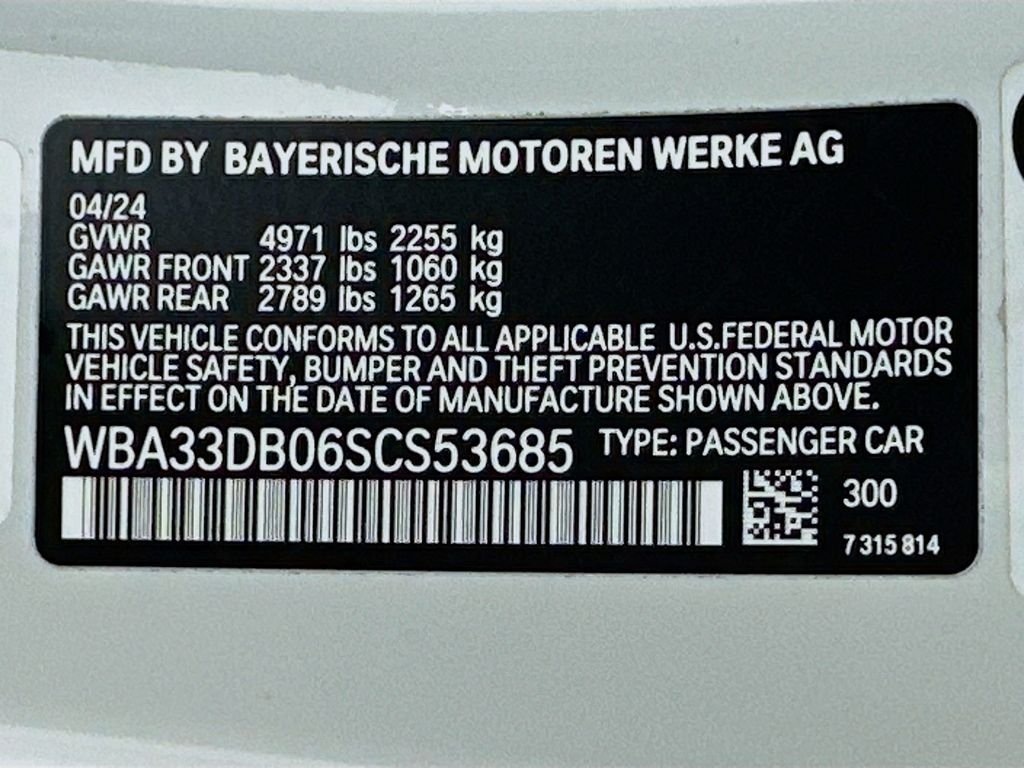 MFD BY BAYERISCHE MOTOREN WERKE AG
04/24
GVWR 4971 lbs 2255 kg
GAWR FRONT 2337 lbs 1060 kg
GAWR REAR 2789 lbs 1265 kg
THIS VEHICLE CONFORMS TO ALL APPLICABLE U.S.FEDERAL MOTOR
VEHICLE SAFETY, BUMPER AND THEFT PREVENTION STANDARDS
IN EFFECT ON THE DATE OF MANUFACTURE SHOWN ABOVE.
WBA33DB06SCS53685 TYPE: PASSENGER CAR
300
7 315 814